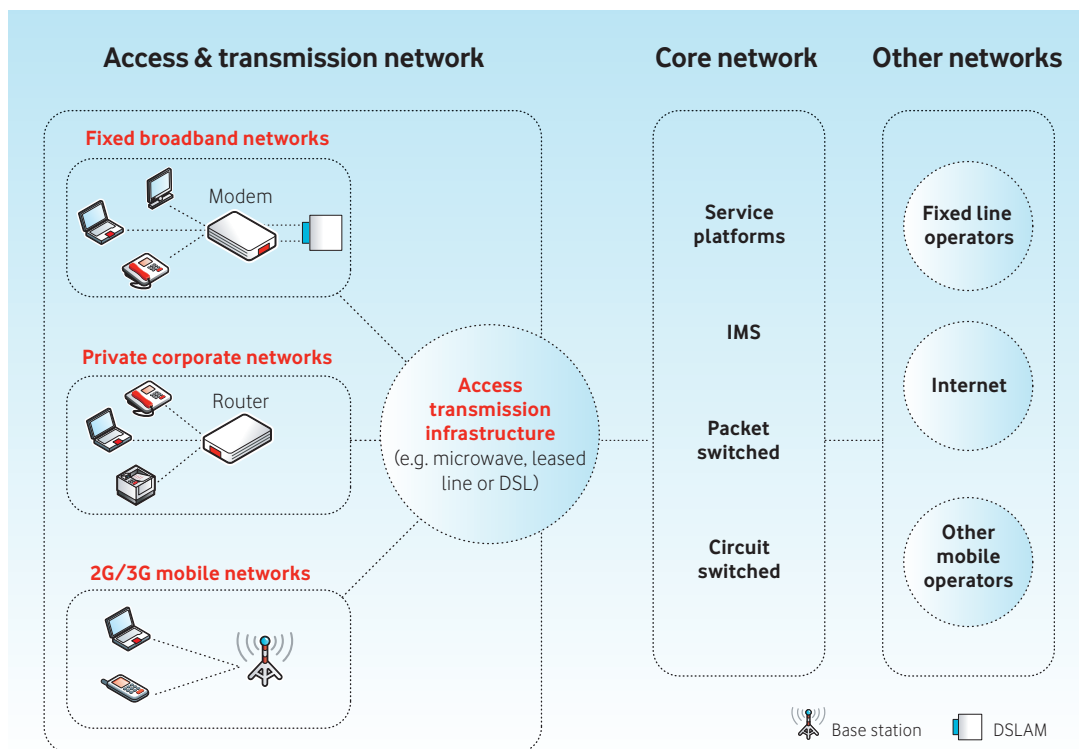 Access & transmission network
Core network
Other networks
Fixed broadband networks
Modem
Private corporate networks
Router
2G/3G mobile networks
Access
transmission
infrastructure
(e.g. microwave, leased
line or DSL)
Service
platforms
IMS
Packet
switched
Circuit
switched
Fixed line
operators
Internet
Other
mobile
operators
Base station
DSLAM